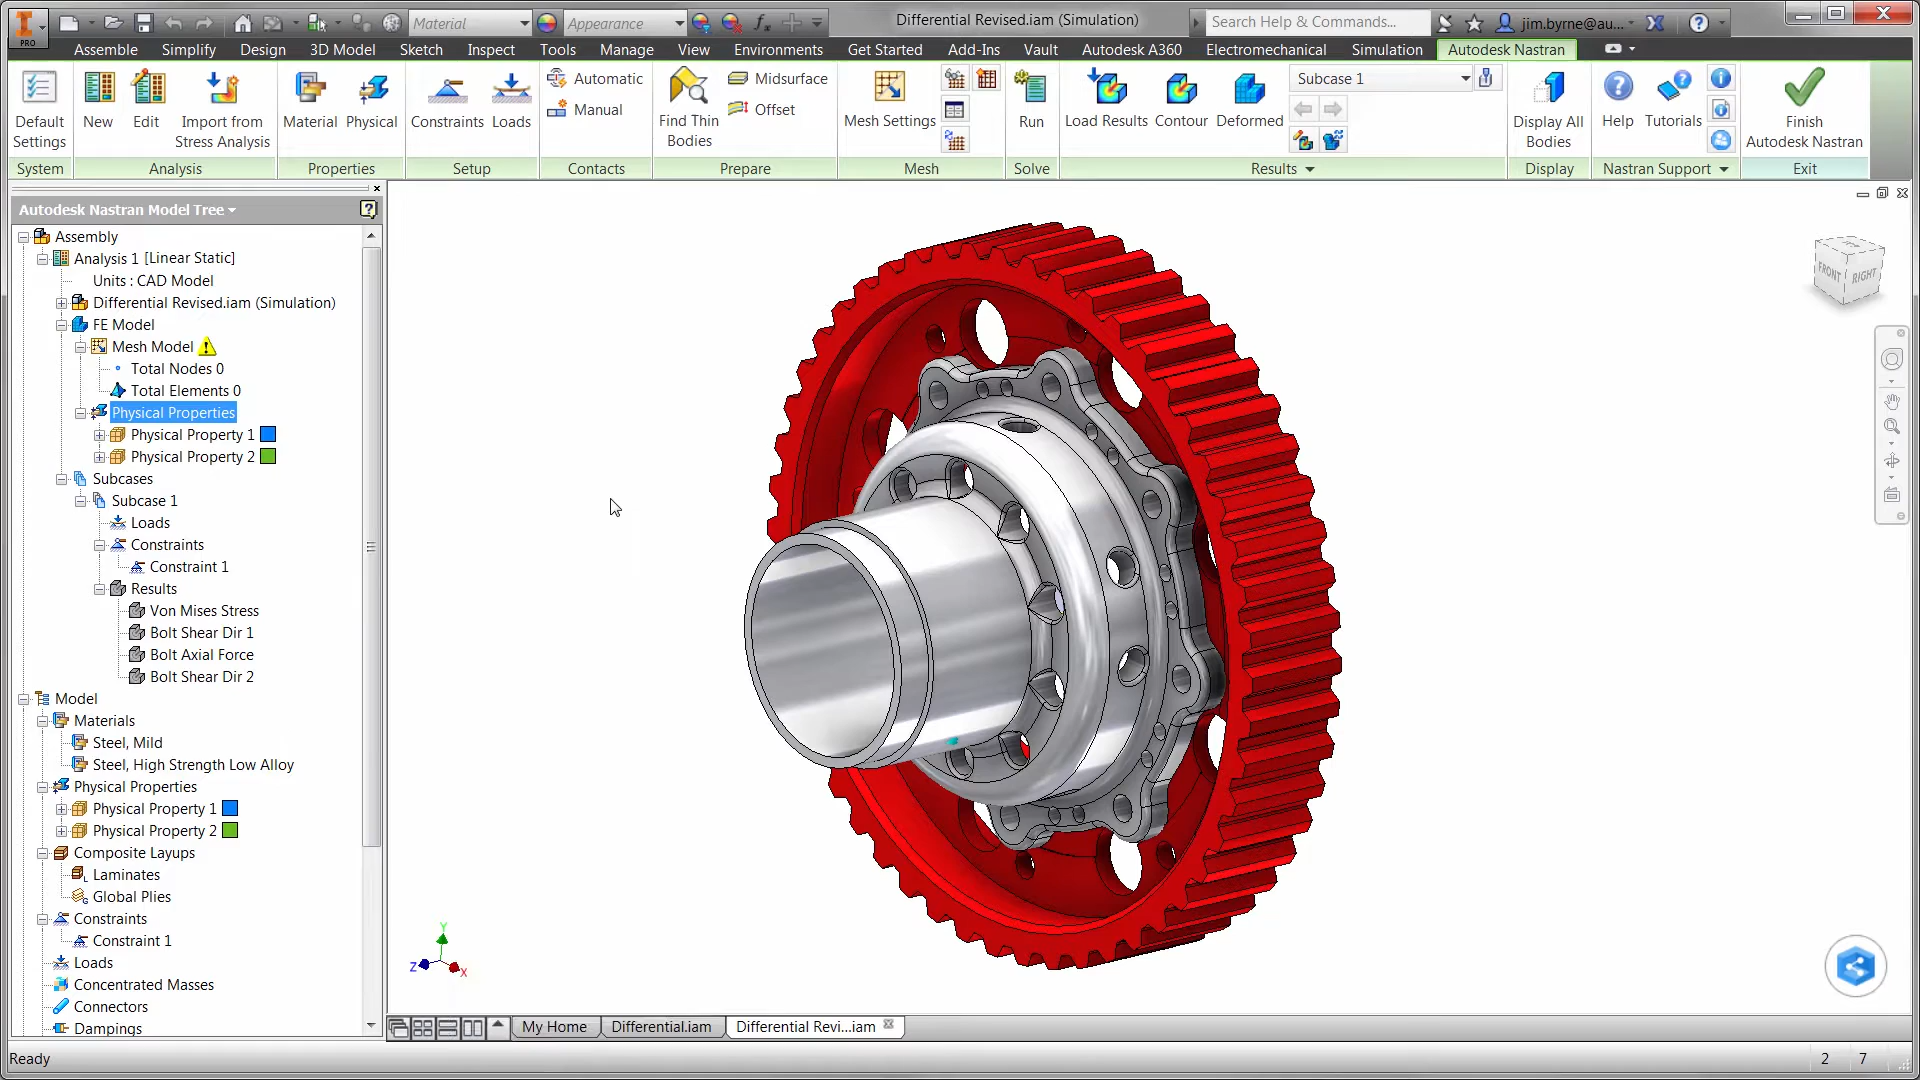 PRO
Material
Appearance
Differential Revised.iam (Simulation)
Search Help & Commands...
jim.byrne@au...
Assemble Simplify Design 3D Model Sketch Inspect Tools Manage View Environments Get Started Add-Ins Vault Autodesk A360 Electromechanical Simulation Autodesk Nastran
Default Settings
New
Edit
Import from Stress Analysis
Material
Physical
Constraints
Loads
Automatic
Manual
Find Thin Bodies
Midsurface
Offset
Mesh Settings
Run
Load Results
Contour
Deformed
Subcase 1
Display All Bodies
Help
Tutorials
Finish Autodesk Nastran
System Analysis Properties Setup Contacts Prepare Mesh Solve Results Display Nastran Support Exit
Autodesk Nastran Model Tree
Assembly
Analysis 1 [Linear Static]
Units : CAD Model
Differential Revised.iam (Simulation)
FE Model
Mesh Model
Total Nodes 0
Total Elements 0
Physical Properties
Physical Property 1
Physical Property 2
Subcases
Subcase 1
Loads
Constraints
Constraint 1
Results
Von Mises Stress
Bolt Shear Dir 1
Bolt Axial Force
Bolt Shear Dir 2
Model
Materials
Steel, Mild
Steel, High Strength Low Alloy
Physical Properties
Physical Property 1
Physical Property 2
Composite Layups
Laminates
Global Plies
Constraints
Constraint 1
Loads
Concentrated Masses
Connectors
Dampings
FRONT
RIGHT
Y
Z
X
My Home
Differential.iam
Differential Revi...iam
Ready
2 7